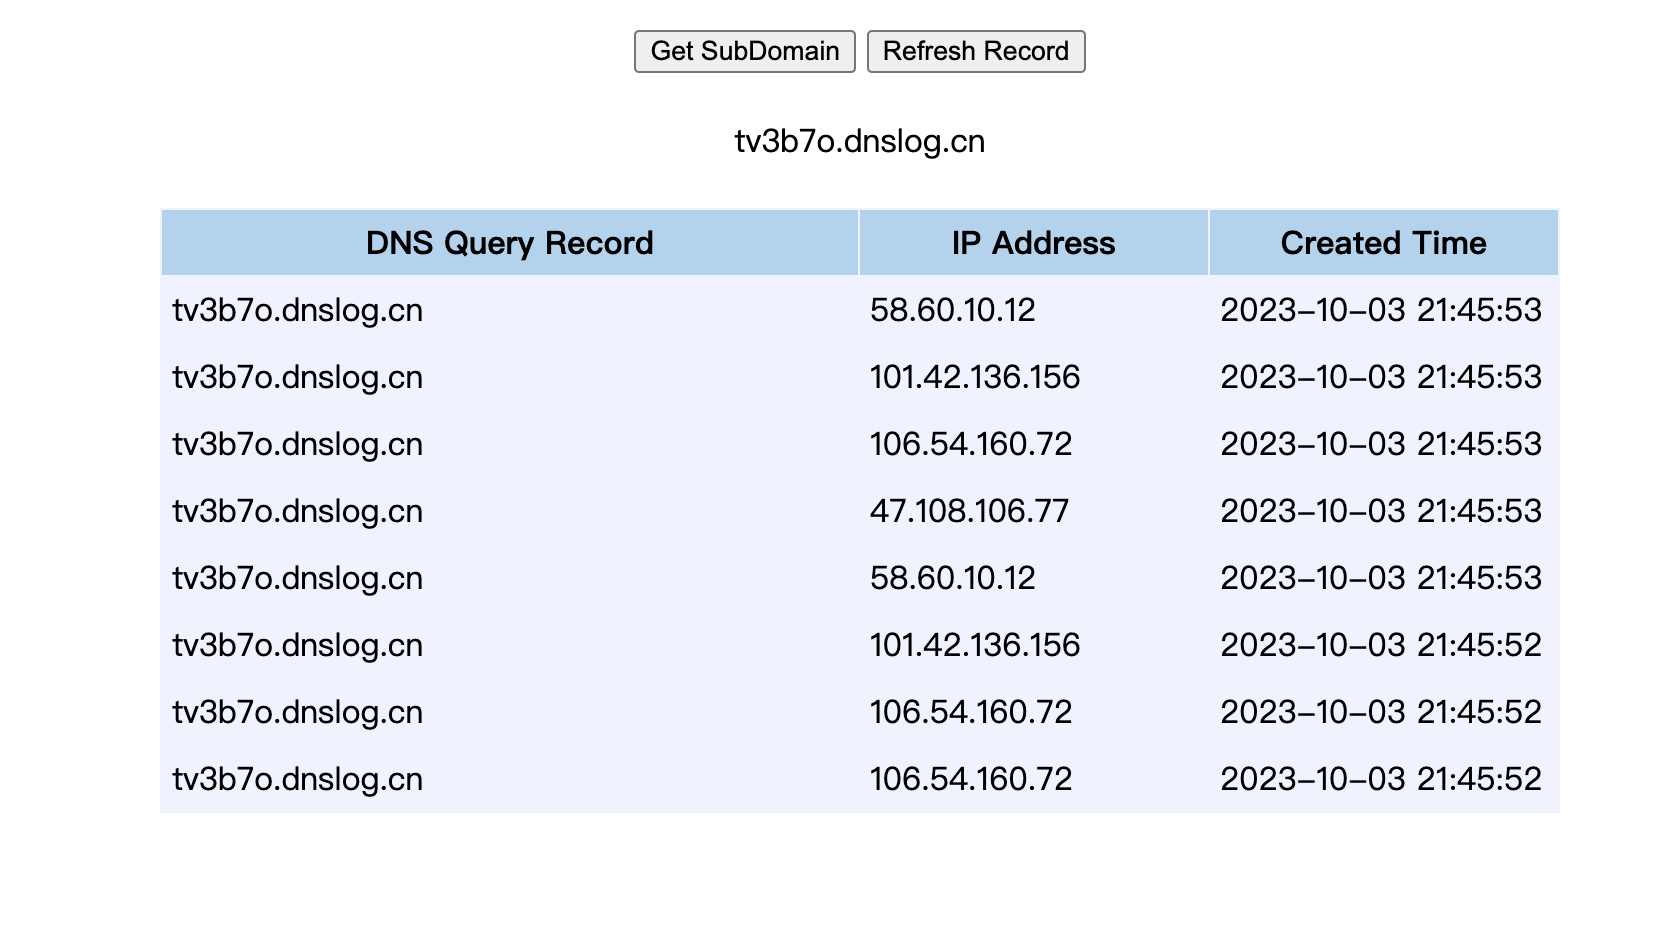 Get SubDomain Refresh Record
tv3b7o.dnslog.cn
DNS Query Record IP Address Created Time
tv3b7o.dnslog.cn 58.60.10.12 2023-10-03 21:45:53
tv3b7o.dnslog.cn 101.42.136.156 2023-10-03 21:45:53
tv3b7o.dnslog.cn 106.54.160.72 2023-10-03 21:45:53
tv3b7o.dnslog.cn 47.108.106.77 2023-10-03 21:45:53
tv3b7o.dnslog.cn 58.60.10.12 2023-10-03 21:45:53
tv3b7o.dnslog.cn 101.42.136.156 2023-10-03 21:45:52
tv3b7o.dnslog.cn 106.54.160.72 2023-10-03 21:45:52
tv3b7o.dnslog.cn 106.54.160.72 2023-10-03 21:45:52